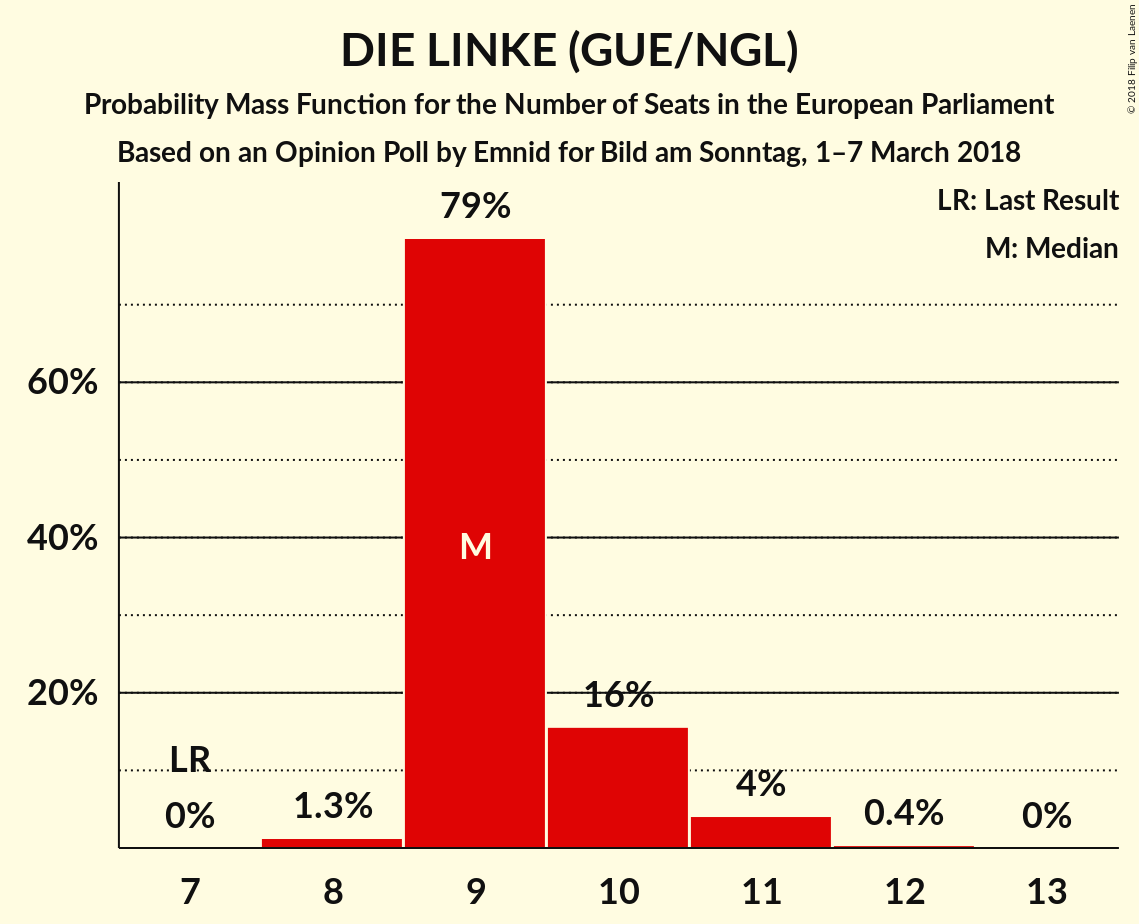 DIE LINKE (GUE/NGL)
Probability Mass Function for the Number of Seats in the European Parliament
Based on an Opinion Poll by Emnid for Bild am Sonntag, 1–7 March 2018
© 2018 Filip van Laenen
LR: Last Result
M: Median
79%
60%
M
40%
16%
20%
LR
0%
1.3%
4%
0.4%
0%
7 8 9 10 11 12 13